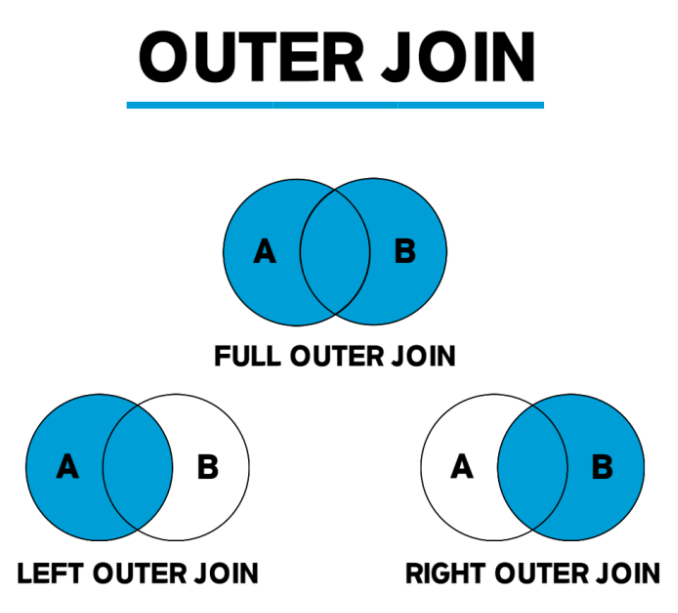 OUTER JOIN
A B
FULL OUTER JOIN
A B
LEFT OUTER JOIN
A B
RIGHT OUTER JOIN